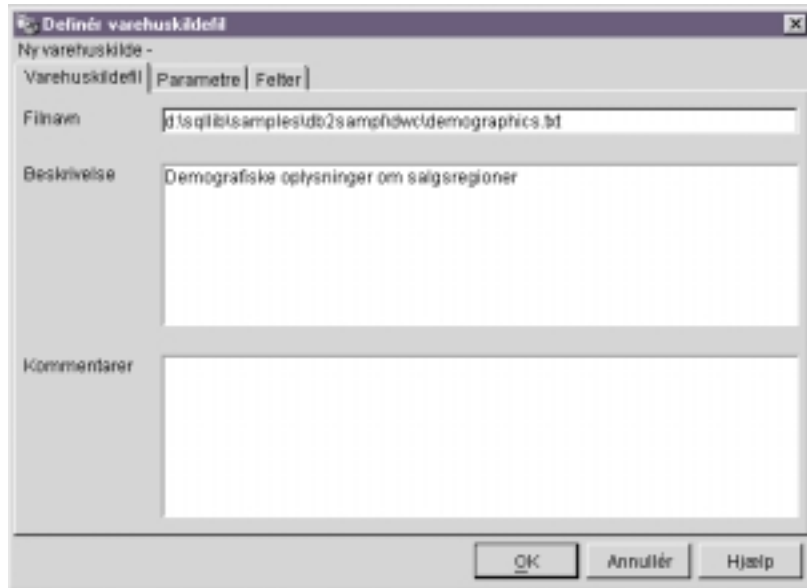 Definér varehuskildefil
Ny varehuskilde -
Varehuskildefil Parametre Felter
Filnavn d:\sqllib\samples\db2sampl\dwc\demographics.txt
Beskrivelse Demografiske oplysninger om salgsregioner
Kommentarer
OK Annullér Hjælp